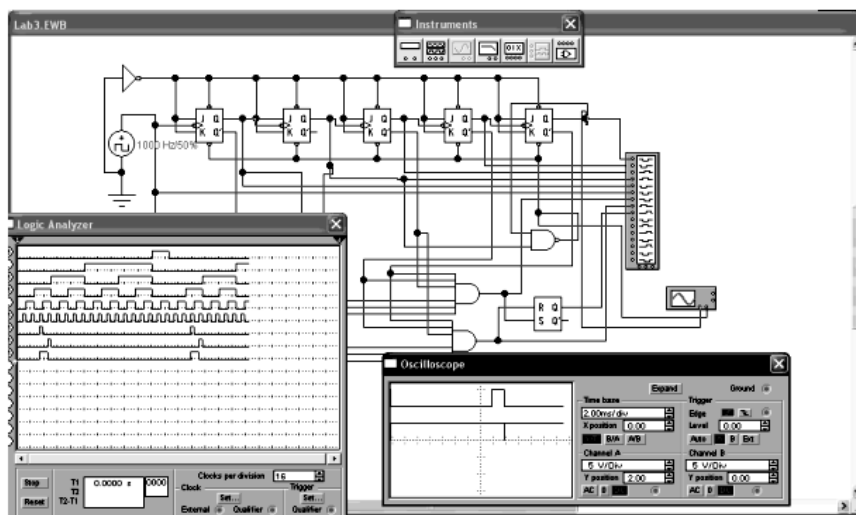 Lab3.EWB
Instruments
J Q J Q J Q J Q J Q
K Q' K Q' K Q' K Q' K Q'
1000 Hz/50%
R Q
S Q'
Logic Analyzer
Stop
Reset
T1
T2
T2-T1
0.0000 s
0000
Clocks per division 16
Clock
Trigger
Set...
Set...
External
Qualifier
Qualifier
Oscilloscope
Expand
Ground
Time base
2.00ms/div
X position 0.00
B/A A/B
Trigger
Edge
Level 0.00
Auto B Ext
Channel A
5 V/Div
Y position 2.00
AC 0
Channel B
5 V/Div
Y position 0.00
AC 0